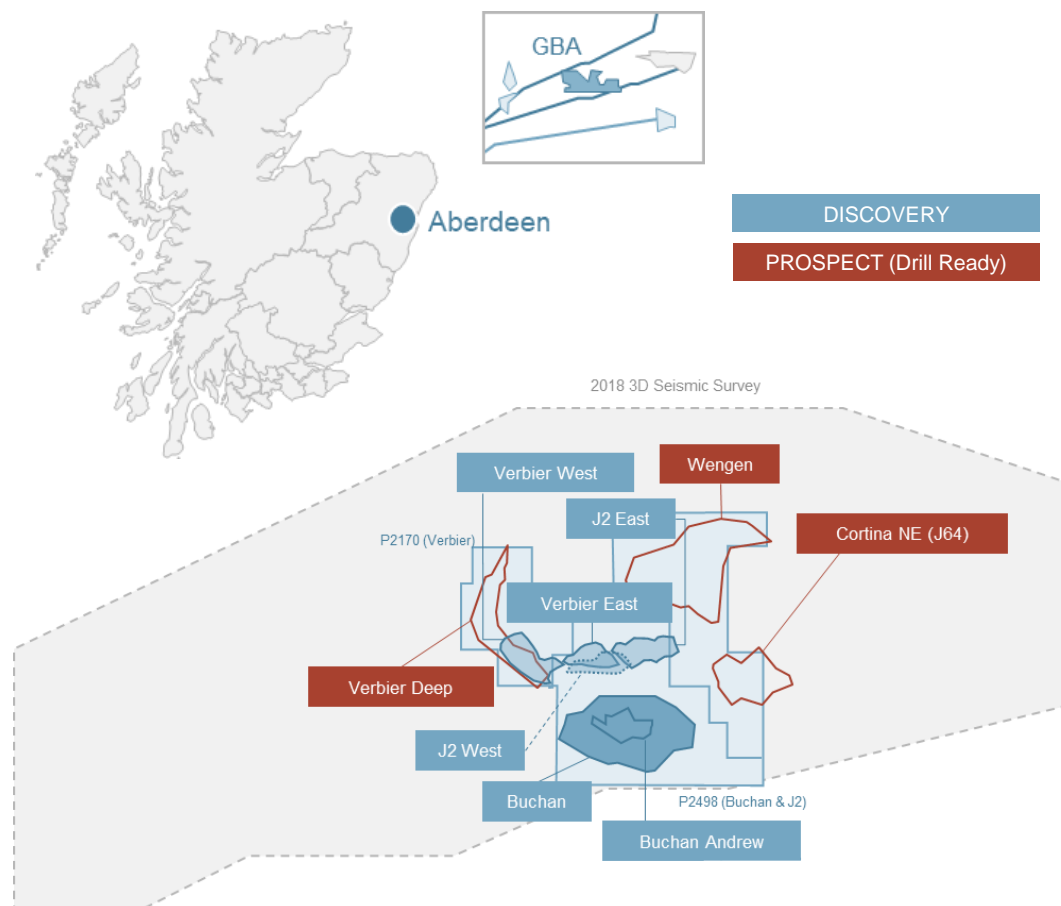 GBA
Aberdeen
DISCOVERY
PROSPECT (Drill Ready)
2018 3D Seismic Survey
Verbier West
Wengen
J2 East
Cortina NE (J64)
P2170 (Verbier)
Verbier East
Verbier Deep
J2 West
Buchan
P2498 (Buchan & J2)
Buchan Andrew